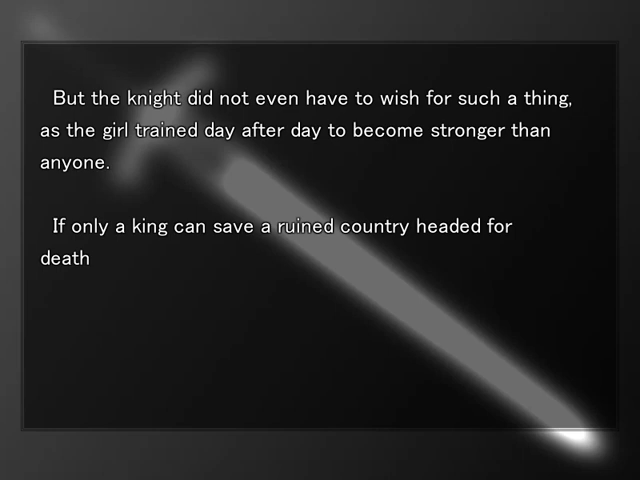 But the knight did not even have to wish for such a thing,
as the girl trained day after day to become stronger than
anyone.
If only a king can save a ruined country headed for
death